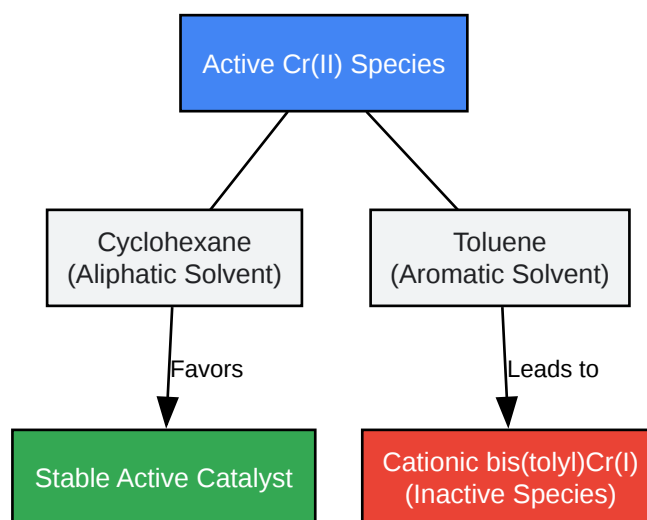 Active Cr(II) Species
Cyclohexane
(Aliphatic Solvent)
Toluene
(Aromatic Solvent)
Favors
Leads to
Stable Active Catalyst
Cationic bis(tolyl)Cr(I)
(Inactive Species)